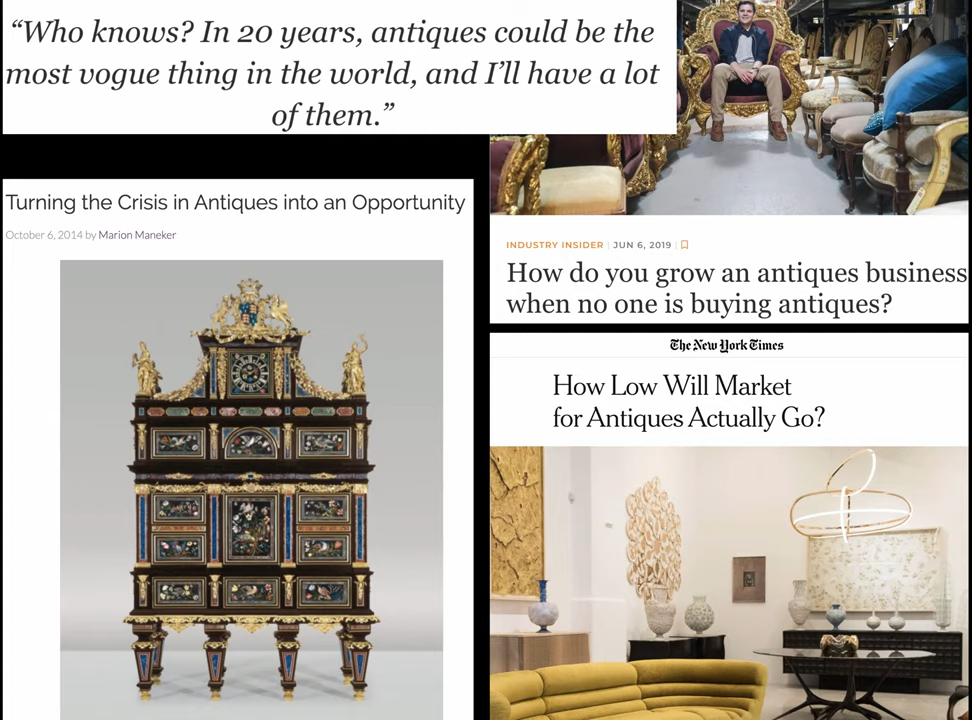 “Who knows? In 20 years, antiques could be the
most vogue thing in the world, and I’ll have a lot
of them.”
Turning the Crisis in Antiques into an Opportunity
October 6, 2014 by Marion Maneker
INDUSTRY INSIDER | JUN 6, 2019 |
How do you grow an antiques business
when no one is buying antiques?
The New York Times
How Low Will Market
for Antiques Actually Go?